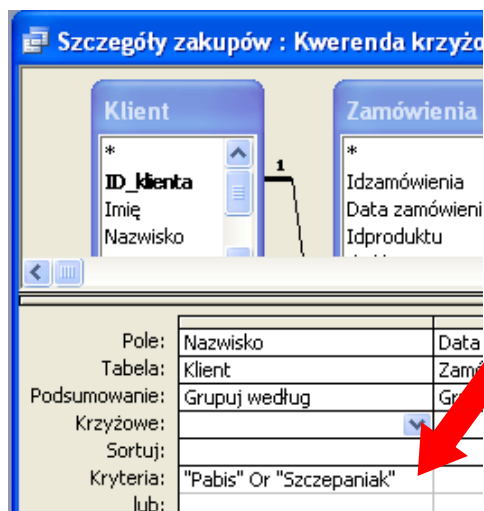 Szczegóły zakupów : Kwerenda krzyżo
Klient
*
ID_klienta
Imię
Nazwisko
1
Zamówienia
*
Idzamówienia
Data zamówieni
Idproduktu
Pole: Nazwisko Data
Tabela: Klient Zamó
Podsumowanie: Grupuj według
Krzyżowe:
Sortuj:
Kryteria: "Pabis" Or "Szczepaniak"
lub: